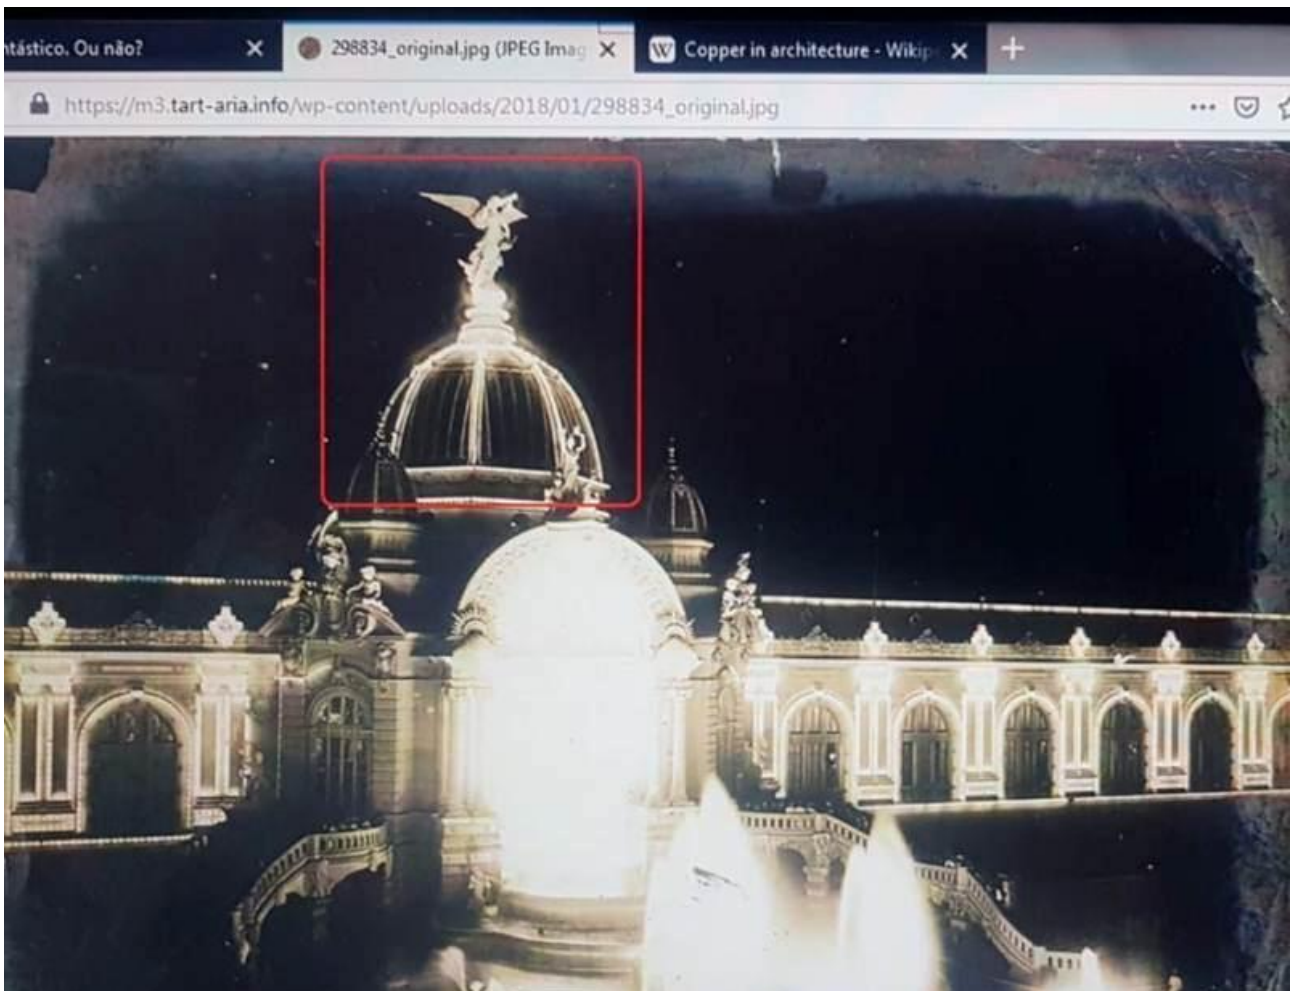 ntástico. Ou não?
298834_original.jpg (JPEG Imag
W Copper in architecture - Wikip
https://m3.tart-aria.info/wp-content/uploads/2018/01/298834_original.jpg